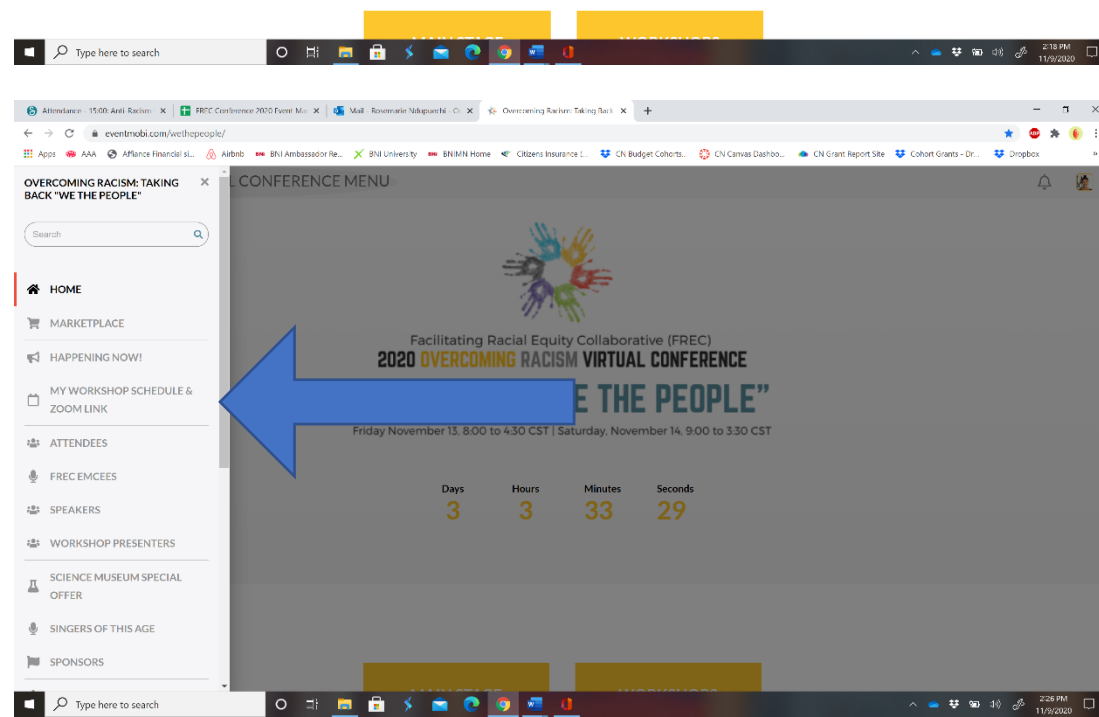 Type here to search
2:18 PM
11/9/2020
Attendance - 15:00: Anti-Racism
FREC Conference 2020 Event Mac
Mail - Rosemarie Ndupuechi - O
Overcoming Racism: Taking Back
eventmobi.com/wethepeople/
Apps AAA Affiance Financial si... Airbnb BNI Ambassador Re... BNI University BNIMN Home Citizens Insurance I... CN Budget Cohorts... CN Canvas Dashbo... CN Grant Report Site Cohort Grants - Dr... Dropbox
OVERCOMING RACISM: TAKING
BACK "WE THE PEOPLE"
L CONFERENCE MENU
Search
HOME
MARKETPLACE
HAPPENING NOW!
MY WORKSHOP SCHEDULE &
ZOOM LINK
ATTENDEES
FREC EMCEES
SPEAKERS
WORKSHOP PRESENTERS
SCIENCE MUSEUM SPECIAL
OFFER
SINGERS OF THIS AGE
SPONSORS
Facilitating Racial Equity Collaborative (FREC)
2020 OVERCOMING RACISM VIRTUAL CONFERENCE
E THE PEOPLE”
Friday November 13, 8:00 to 4:30 CST | Saturday, November 14, 9:00 to 3:30 CST
Days Hours Minutes Seconds
3 3 33 29
Type here to search
2:26 PM
11/9/2020